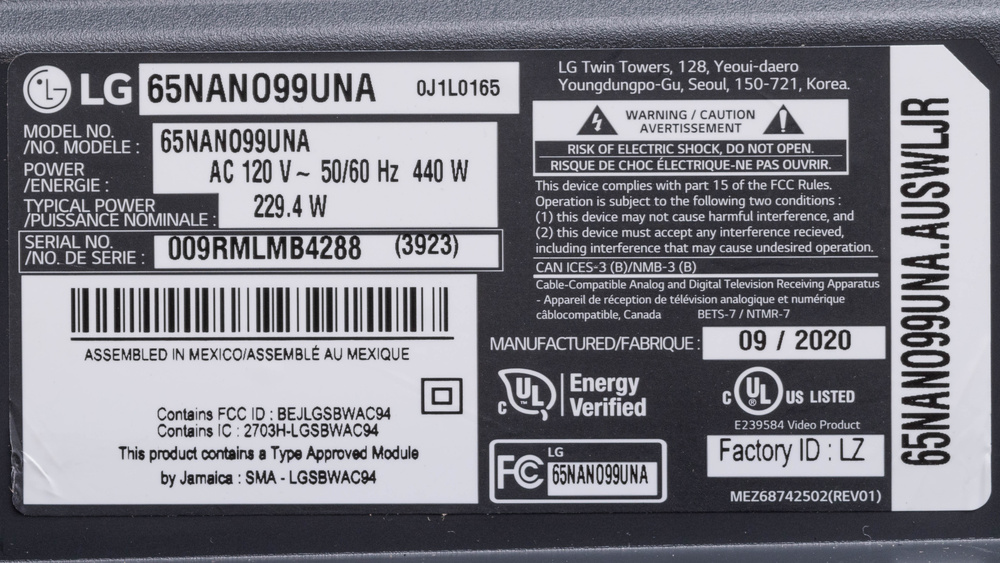 LG 65NANO99UNA 0J1L0165
MODEL NO.
/NO. MODELE : 65NANO99UNA
POWER
/ENERGIE : AC 120 V ~ 50/60 Hz 440 W
TYPICAL POWER
/PUISSANCE NOMINALE : 229.4 W
SERIAL NO.
/NO. DE SERIE : 009RMLMB4288 (3923)
ASSEMBLED IN MEXICO/ASSEMBLÉ AU MEXIQUE
Contains FCC ID : BEJLGSBWAC94
Contains IC : 2703H-LGSBWAC94
This product contains a Type Approved Module
by Jamaica : SMA - LGSBWAC94
LG Twin Towers, 128, Yeoui-daero
Youngdungpo-Gu, Seoul, 150-721, Korea.
WARNING / CAUTION
AVERTISSEMENT
RISK OF ELECTRIC SHOCK, DO NOT OPEN.
RISQUE DE CHOC ÉLECTRIQUE-NE PAS OUVRIR.
This device complies with part 15 of the FCC Rules.
Operation is subject to the following two conditions :
(1) this device may not cause harmful interference, and
(2) this device must accept any interference recieved,
including interference that may cause undesired operation.
CAN ICES-3 (B)/NMB-3 (B)
Cable-Compatible Analog and Digital Television Receiving Apparatus
- Appareil de réception de télévision analogique et numérique
câblocompatible, Canada BETS-7 / NTMR-7
MANUFACTURED/FABRIQUE : 09 / 2020
C UL ™ Energy
Verified
C UL ® US LISTED
E239584 Video Product
FC LG
65NANO99UNA
Factory ID : LZ
MEZ68742502(REV01)
65NANO99UNA.AUSWLJR